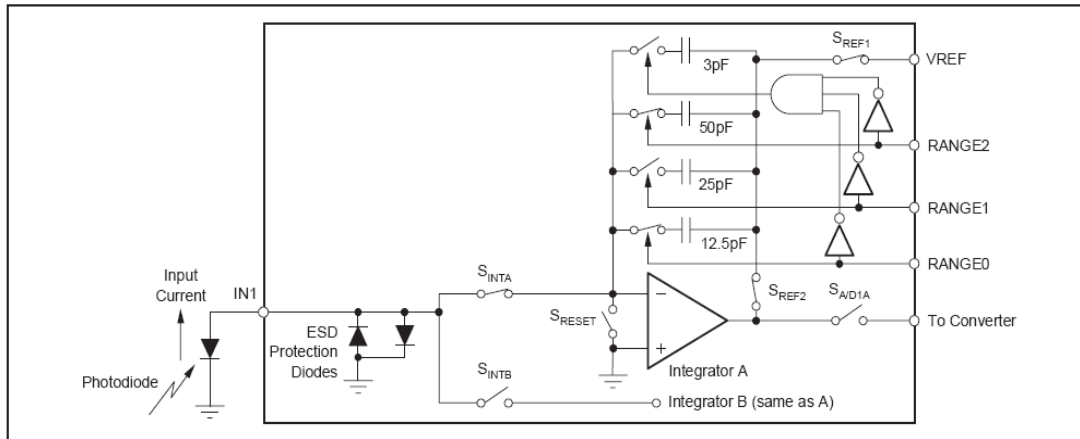 S_REF1
VREF
3pF
50pF
RANGE2
25pF
RANGE1
12.5pF
RANGE0
Input
Current
IN1
S_INTA
S_REF2
S_A/D1A
S_RESET
To Converter
ESD
Protection
Diodes
Photodiode
S_INTB
Integrator A
Integrator B (same as A)